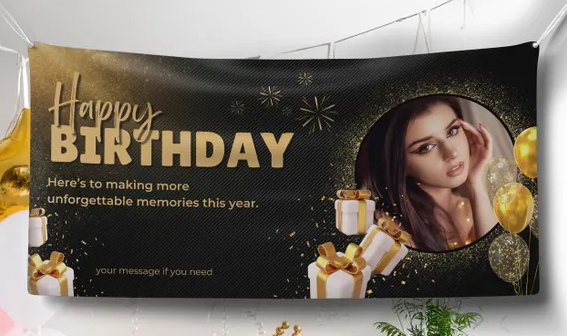 Happy
BIRTHDAY
Here's to making more
unforgettable memories this year.
your message if you need